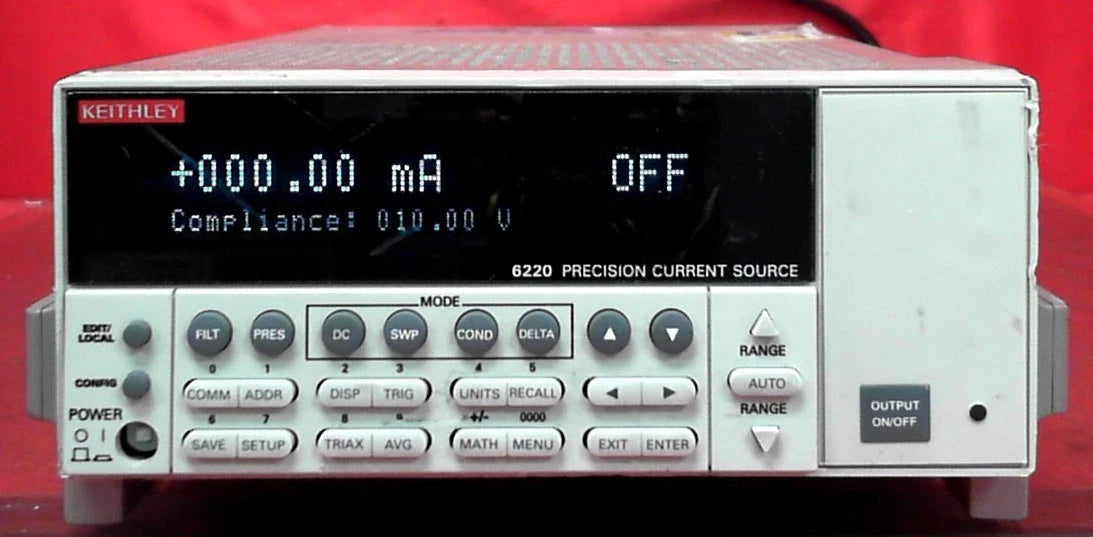 KEITHLEY
+000.00 mA OFF
Compliance: 010.00 V
6220 PRECISION CURRENT SOURCE
MODE
EDIT/
LOCAL
FILT PRES DC SWP COND DELTA ▲ ▼
RANGE
0 1 2 3 4 5
CONFIG
COMM ADDR DISP TRIG UNITS RECALL ◄ ► AUTO
RANGE
POWER
6 7 8 9 +/- 0000
O I
SAVE SETUP TRIAX AVG MATH MENU EXIT ENTER
OUTPUT
ON/OFF